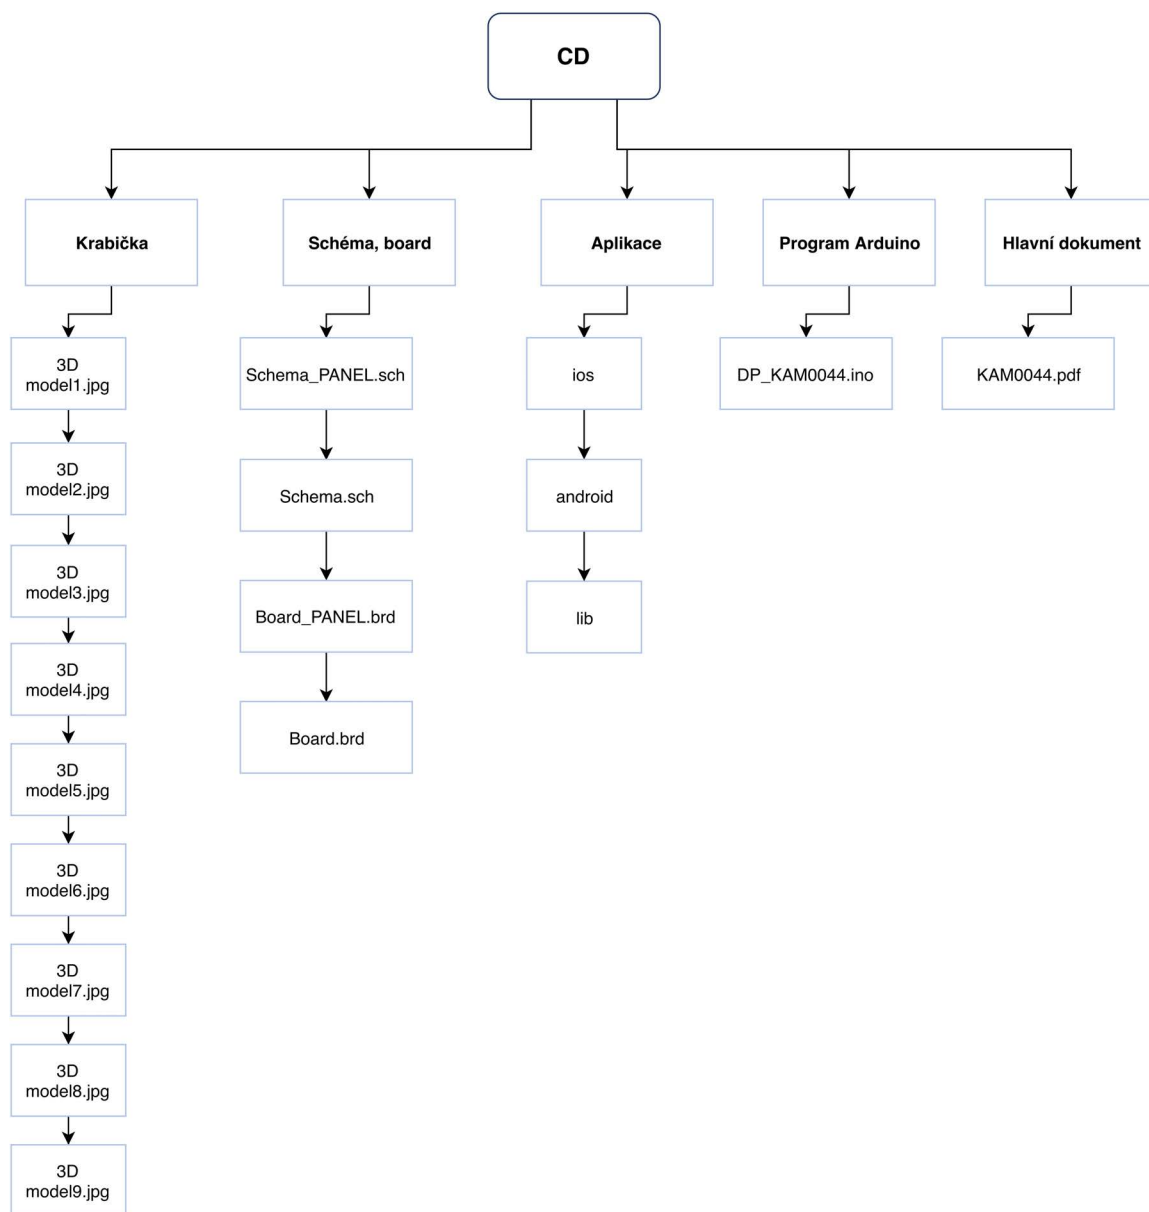 CD
Krabička
Schéma, board
Aplikace
Program Arduino
Hlavní dokument
3D
model1.jpg
3D
model2.jpg
3D
model3.jpg
3D
model4.jpg
3D
model5.jpg
3D
model6.jpg
3D
model7.jpg
3D
model8.jpg
3D
model9.jpg
Schema_PANEL.sch
Schema.sch
Board_PANEL.brd
Board.brd
ios
android
lib
DP_KAM0044.ino
KAM0044.pdf